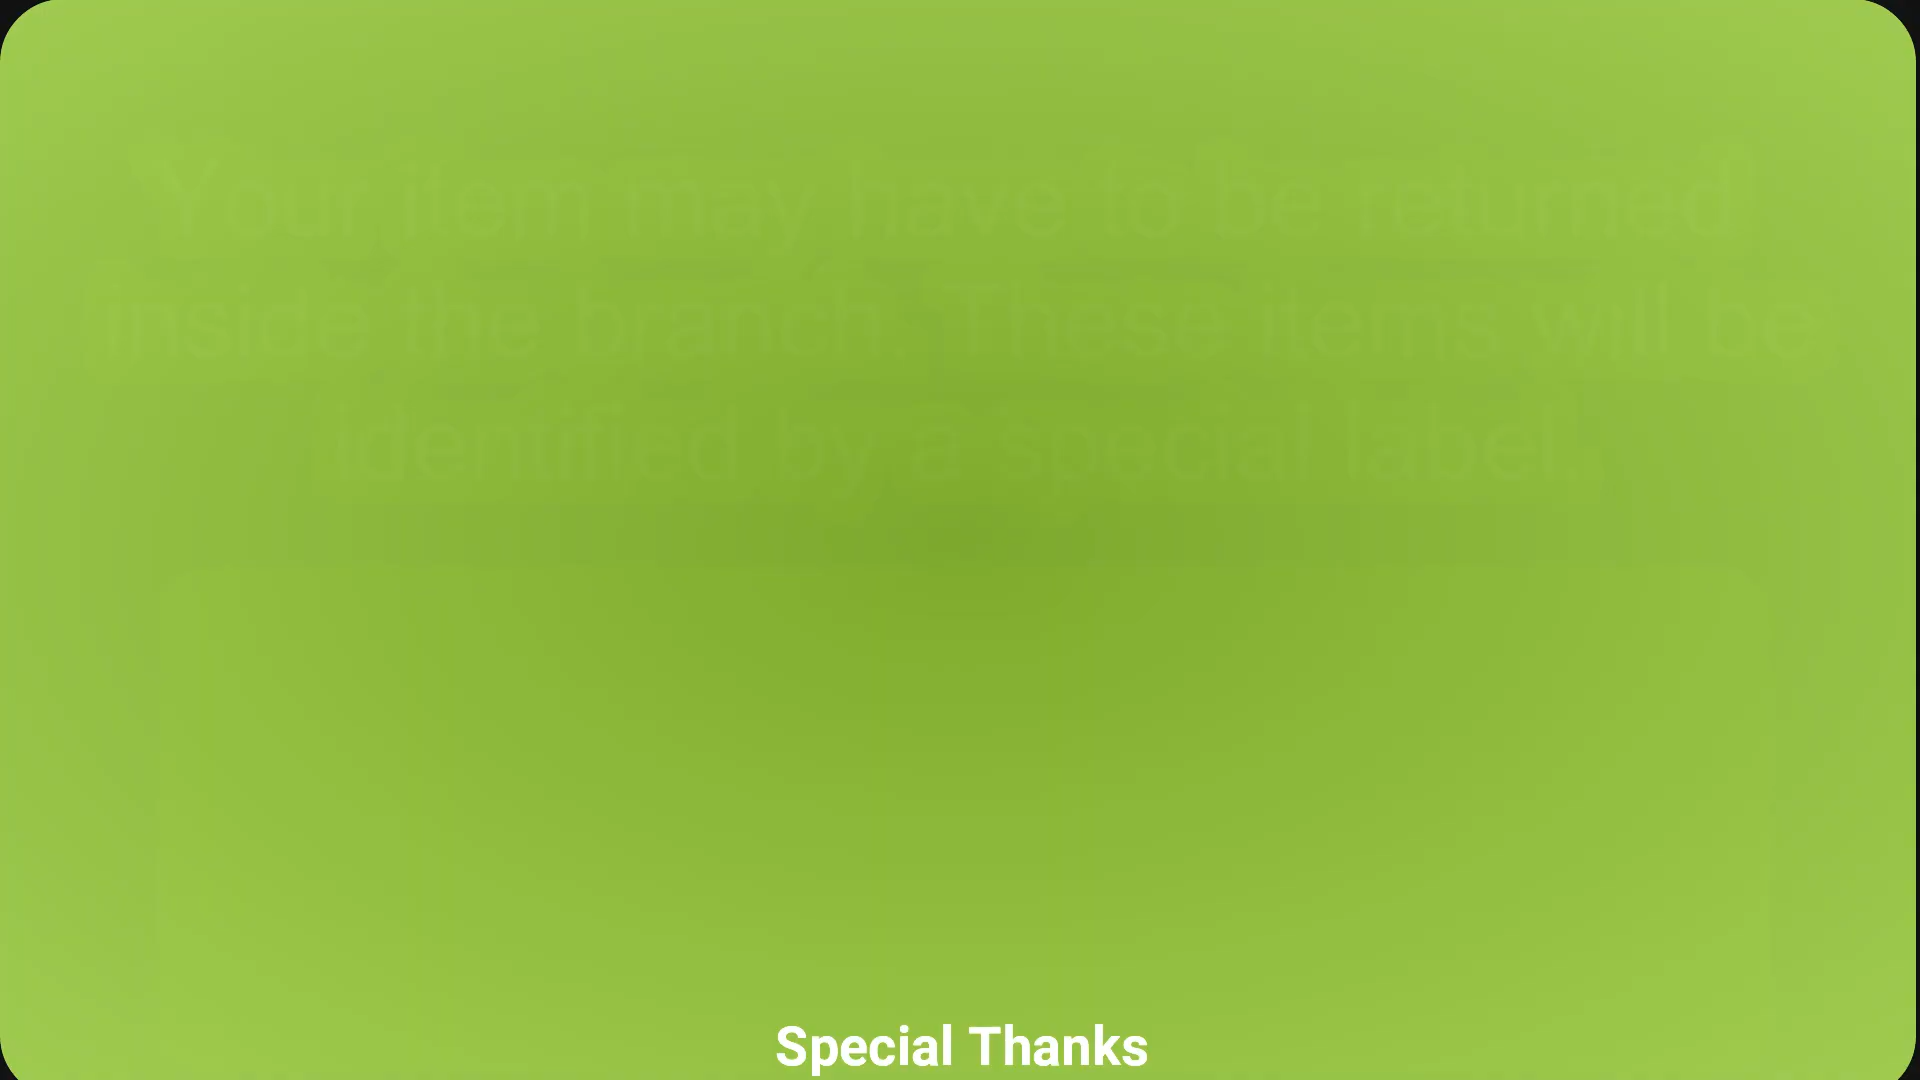 Your item may have to be returned
inside the branch. These items will be
identified by a special label.
Special Thanks